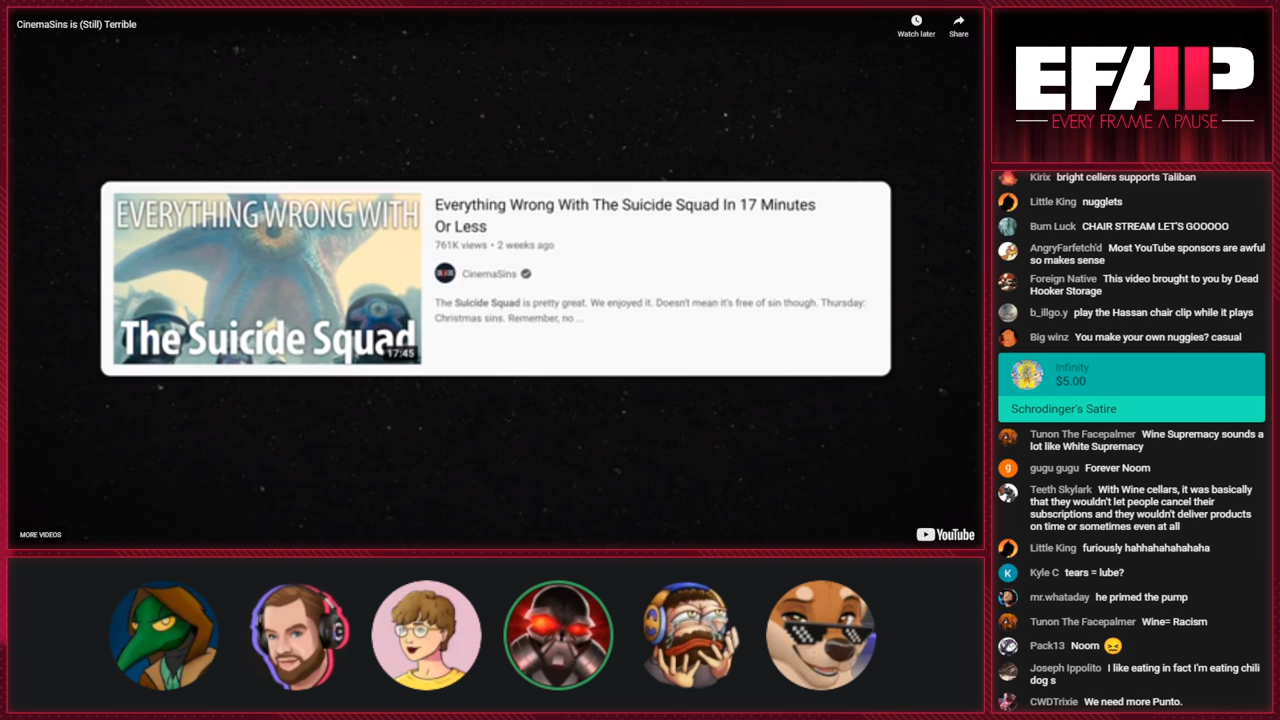 CinemaSins is (Still) Terrible
Watch later
Share
EVERYTHING WRONG WITH
The Suicide Squad
17:45
Everything Wrong With The Suicide Squad In 17 Minutes
Or Less
761K views • 2 weeks ago
CinemaSins
The Suicide Squad is pretty great. We enjoyed it. Doesn't mean it's free of sin though. Thursday:
Christmas sins. Remember, no ...
MORE VIDEOS
YouTube
EFAP
EVERY FRAME A PAUSE
Kirix bright cellers supports Taliban
Little King nugglets
Bum Luck CHAIR STREAM LET'S GOOOOO
AngryFarfetch'd Most YouTube sponsors are awful
so makes sense
Foreign Native This video brought to you by Dead
Hooker Storage
b_illgo.y play the Hassan chair clip while it plays
Big winz You make your own nuggies? casual
Infinity
$5.00
Schrodinger's Satire
Tunon The Facepalmer Wine Supremacy sounds a
lot like White Supremacy
g
gugu gugu Forever Noom
Teeth Skylark With Wine cellars, it was basically
that they wouldn't let people cancel their
subscriptions and they wouldn't deliver products
on time or sometimes even at all
Little King furiously hahhahahahahaha
K
Kyle C tears = lube?
mr.whataday he primed the pump
Tunon The Facepalmer Wine= Racism
Pack13 Noom
Joseph Ippolito I like eating in fact I'm eating chili
dog s
CWDTrixie We need more Punto.